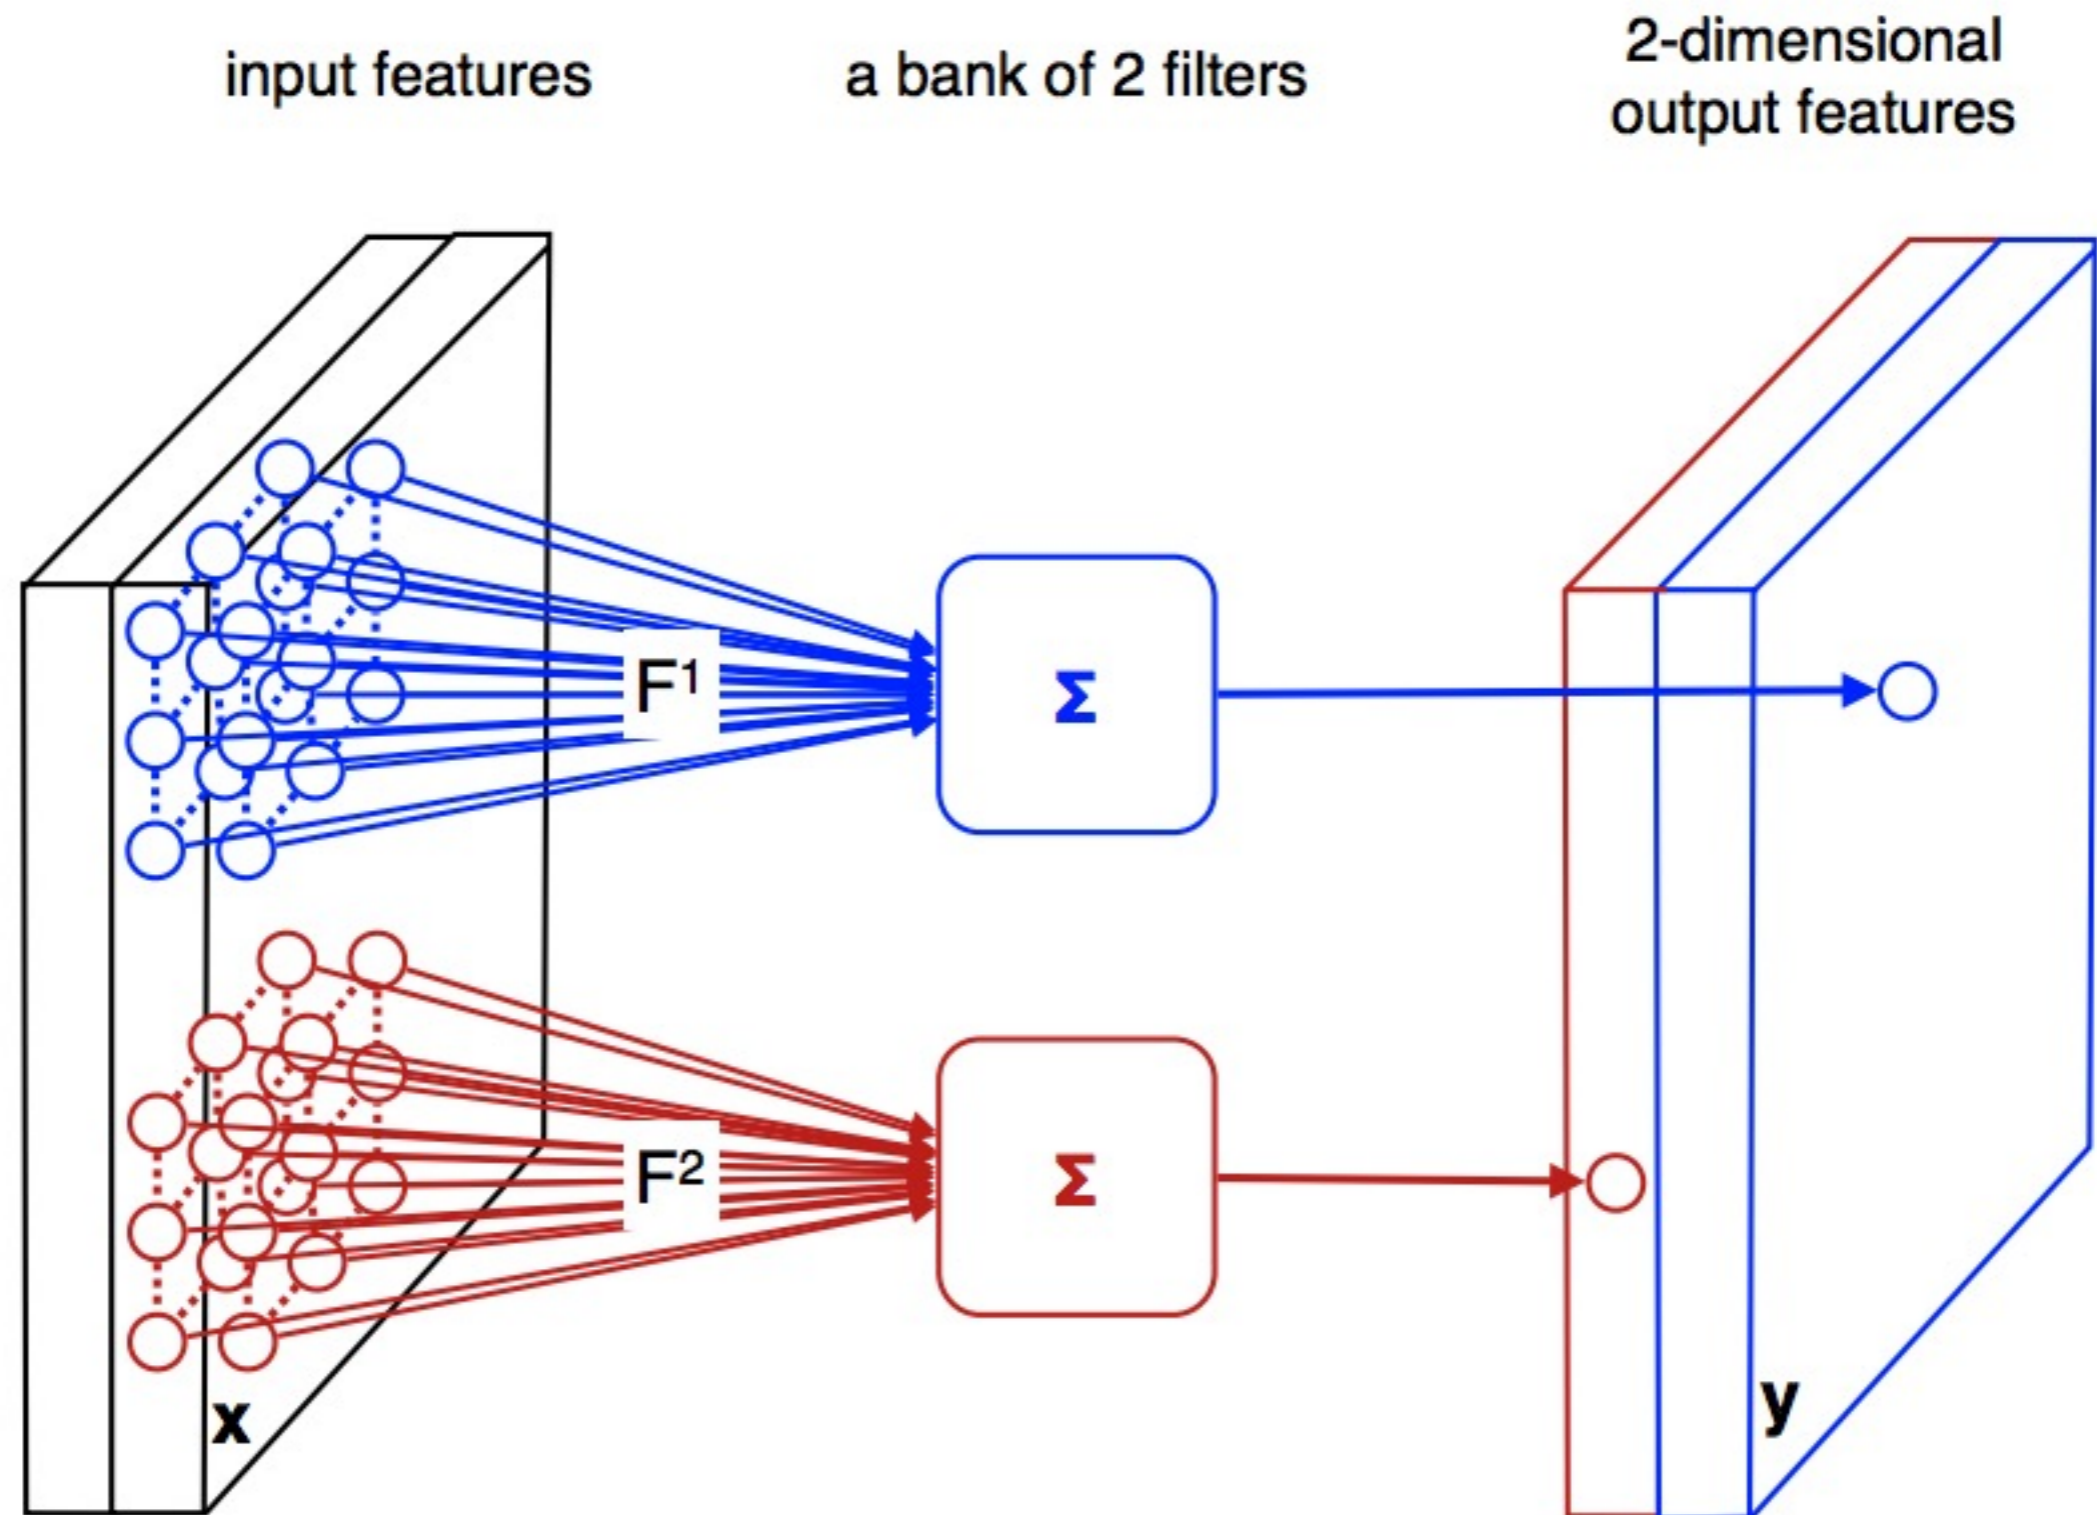 input features
a bank of 2 filters
2-dimensional
output features
F¹
Σ
F²
Σ
x
y